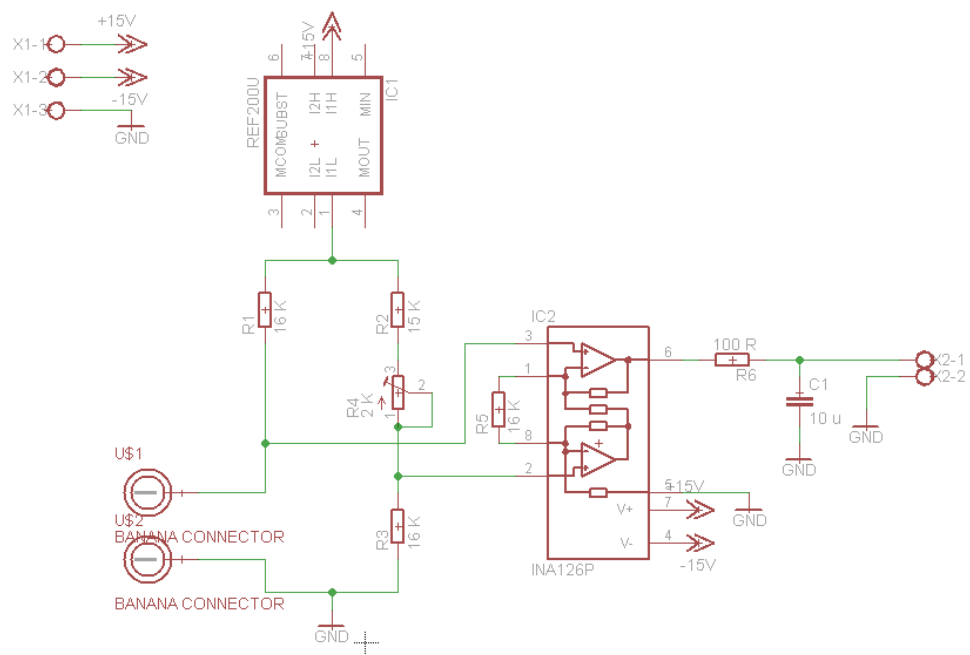 +15V
X1-1
X1-2
-15V
X1-3
GND
+15V
6
7
8
5
REF200U
IC1
SUBST
I2H
I1H
MIN
MCOM
I2L
I1L
MOUT
3
2
1
4
R1
16 K
R2
15 K
R4
2 K
3
2
1
R3
16K
R5
16 K
IC2
3
1
8
2
6
5
7
4
+15V
V+
V-
-15V
INA126P
GND
100 R
R6
C1
10 u
GND
GND
X2-1
X2-2
U$1
BANANA CONNECTOR
U$2
BANANA CONNECTOR
GND